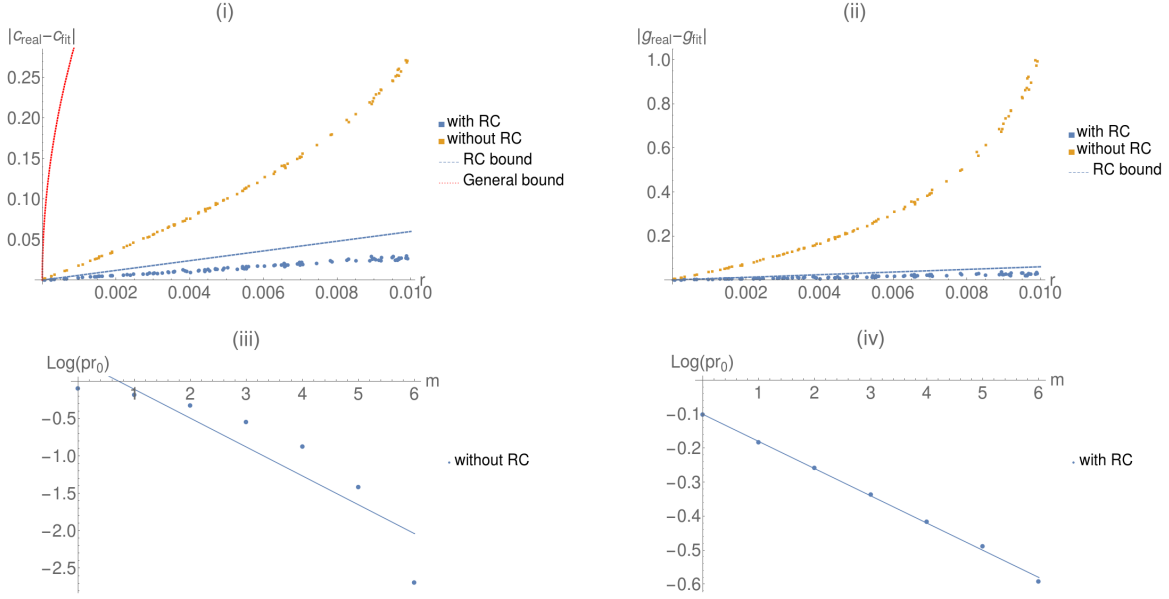 (i)
|c_real−c_fit|
0.25
0.20
0.15
0.10
0.05
0.002 0.004 0.006 0.008 0.010
r
with RC
without RC
RC bound
General bound
(ii)
|g_real−g_fit|
1.0
0.8
0.6
0.4
0.2
0.002 0.004 0.006 0.008 0.010
r
with RC
without RC
RC bound
(iii)
Log(pr₀)
1 2 3 4 5 6
m
−0.5
−1.0
−1.5
−2.0
−2.5
without RC
(iv)
Log(pr₀)
1 2 3 4 5 6
m
−0.1
−0.2
−0.3
−0.4
−0.5
−0.6
with RC